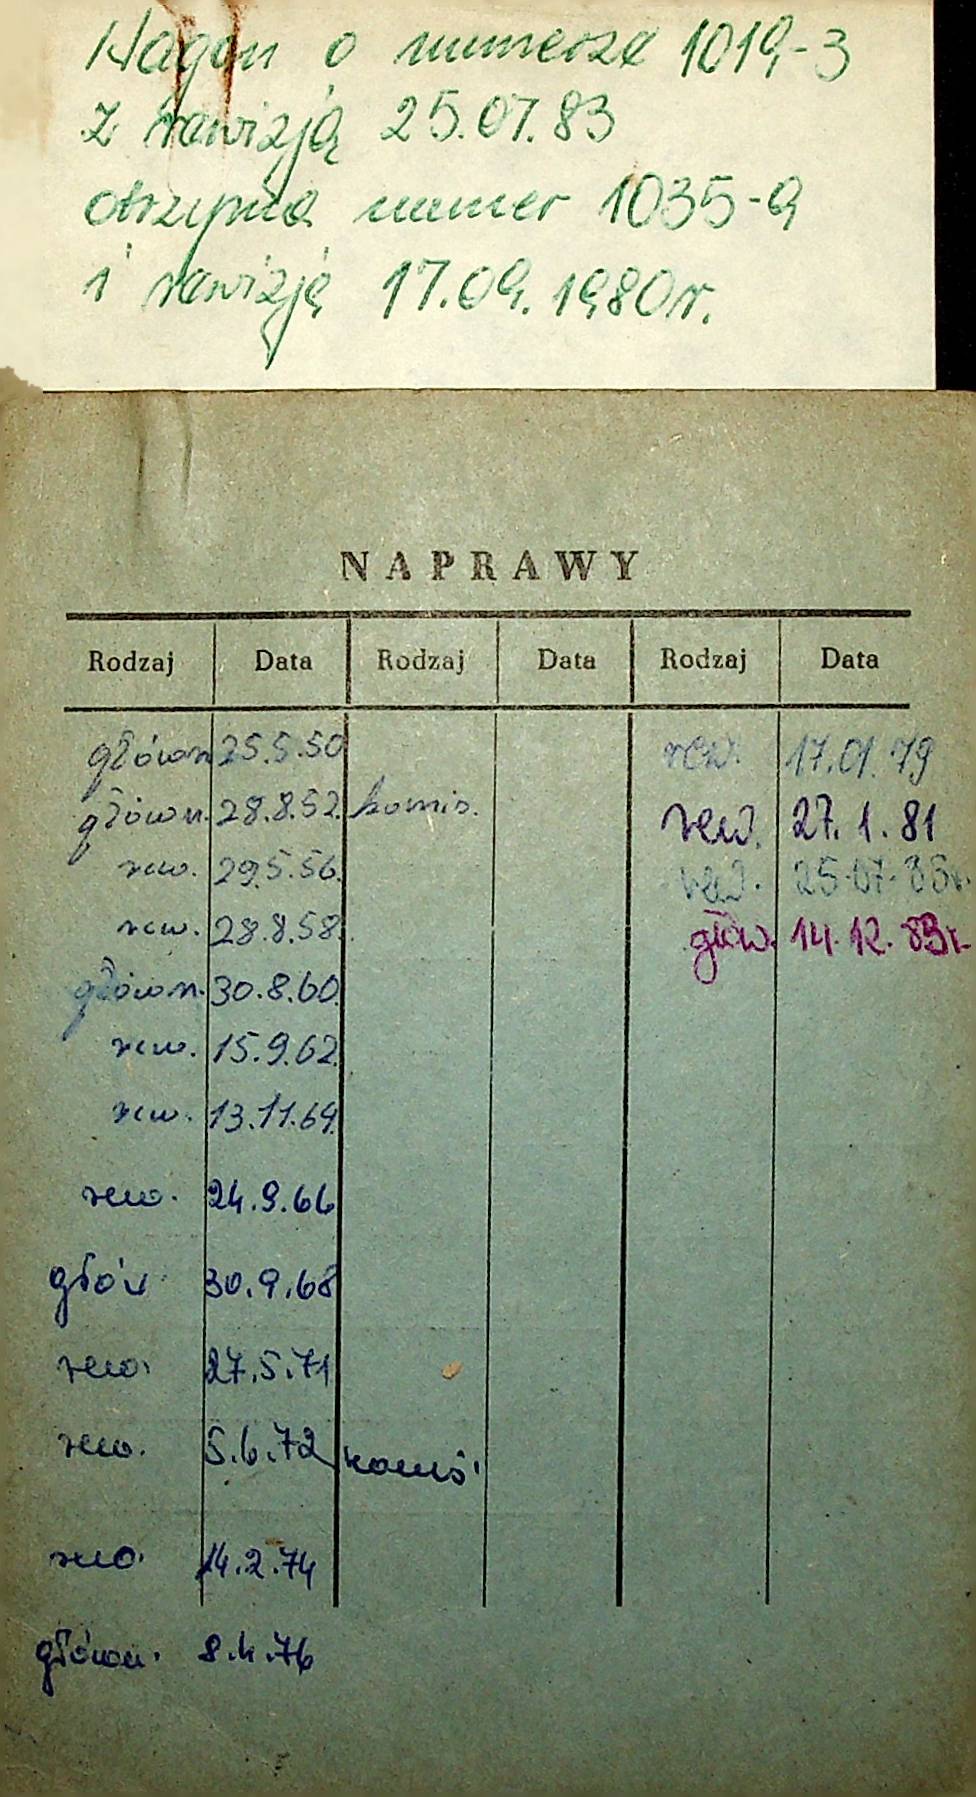 Wagon o numerze 1019-3
z rewizją 25.07.83
otrzyma numer 1035-9
i rewizję 17.09.1980r.
NAPRAWY
Rodzaj Data Rodzaj Data Rodzaj Data
główn. 25.5.50 rew. 17.01.79
główn. 28.8.52. komis. rew. 27.1.81
rew. 29.5.56. rew. 25.07.
rew. 28.8.58. głów. 14.12.83r.
główn. 30.8.60.
rew. 15.9.62.
rew. 13.11.64.
rew. 24.9.66
głów 30.9.68
rew. 27.5.71
rew. 5.6.72 komis.
rew. 14.2.74
główn. 8.4.76